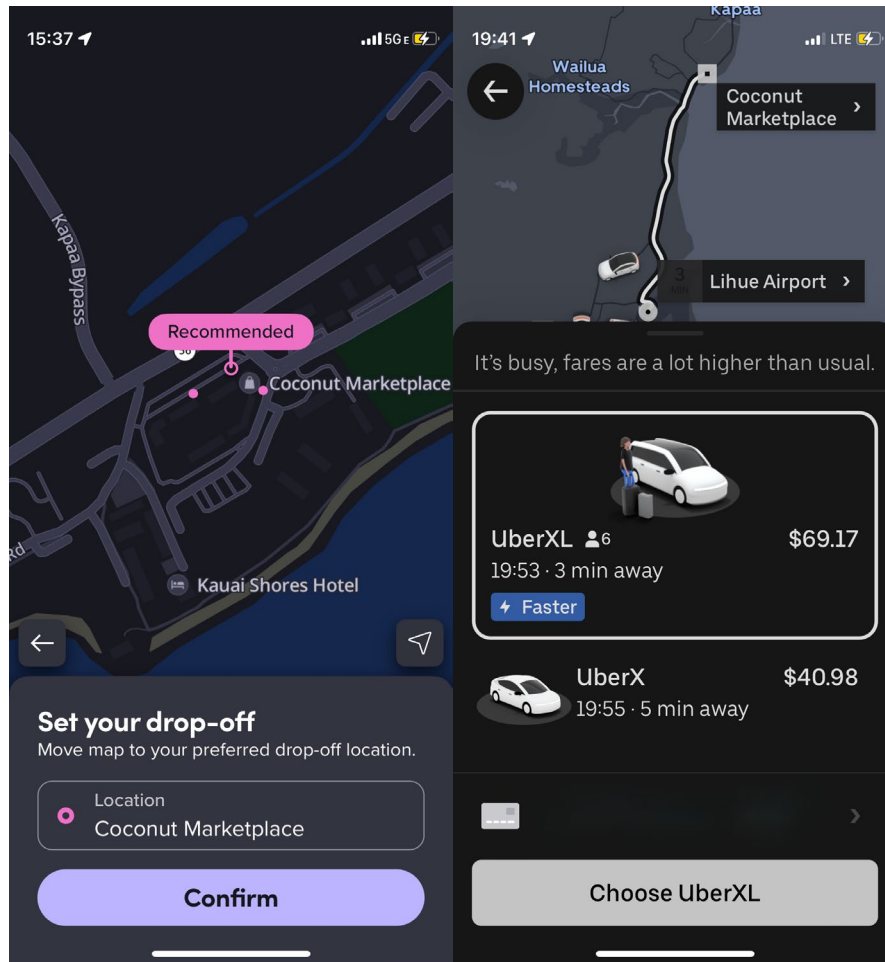 15:37
5G E
Kapaa Bypass
Recommended
56
Coconut Marketplace
Rd
Kauai Shores Hotel
Set your drop-off
Move map to your preferred drop-off location.
Location
Coconut Marketplace
Confirm
19:41
LTE
Kapaa
Wailua
Homesteads
Coconut
Marketplace
3
MIN
Lihue Airport
It's busy, fares are a lot higher than usual.
UberXL 6
$69.17
19:53 · 3 min away
Faster
UberX
$40.98
19:55 · 5 min away
Choose UberXL